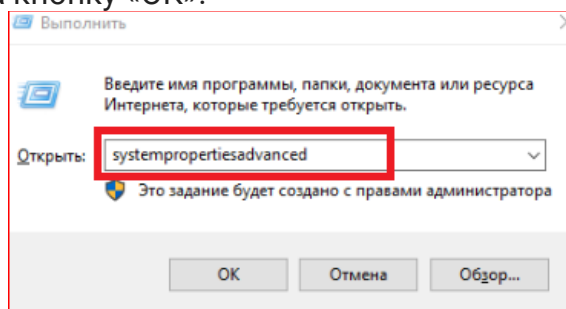 кнопку «ОК».
Выполнить
Введите имя программы, папки, документа или ресурса
Интернета, которые требуется открыть.
Открыть: systempropertiesadvanced
Это задание будет создано с правами администратора
ОК Отмена Обзор...